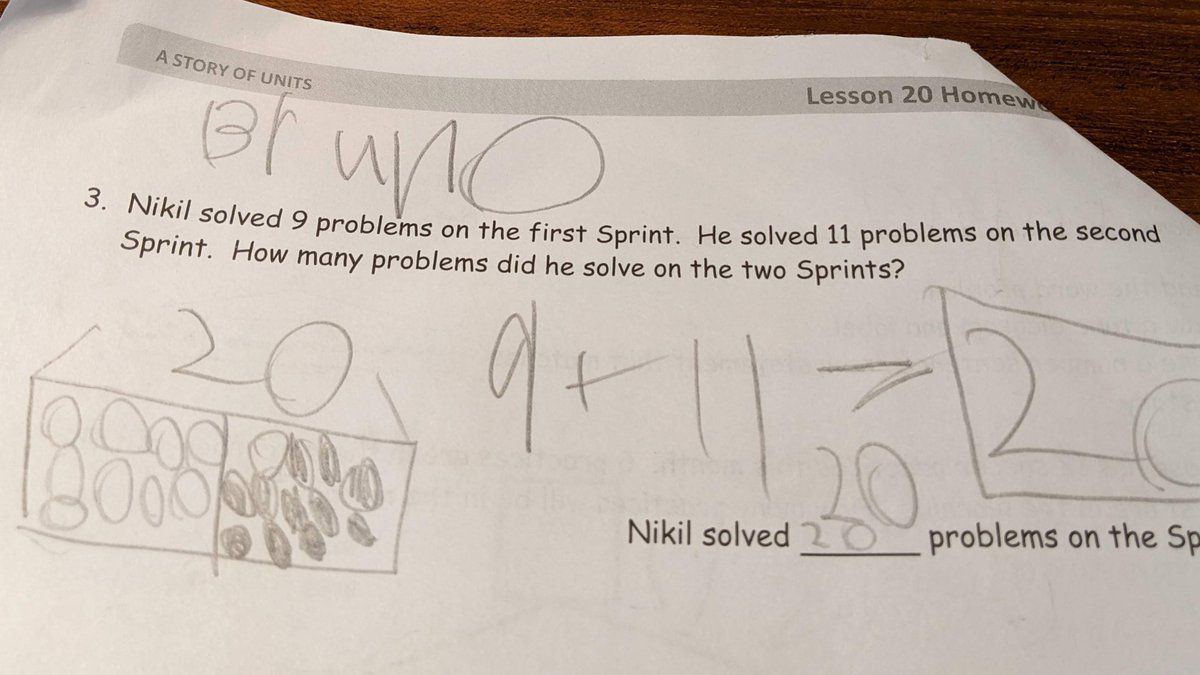 A STORY OF UNITS
Lesson 20 Homew
Bruno
3. Nikil solved 9 problems on the first Sprint. He solved 11 problems on the second
Sprint. How many problems did he solve on the two Sprints?
20
9 + 11 = 20
20
Nikil solved 20 problems on the Sp